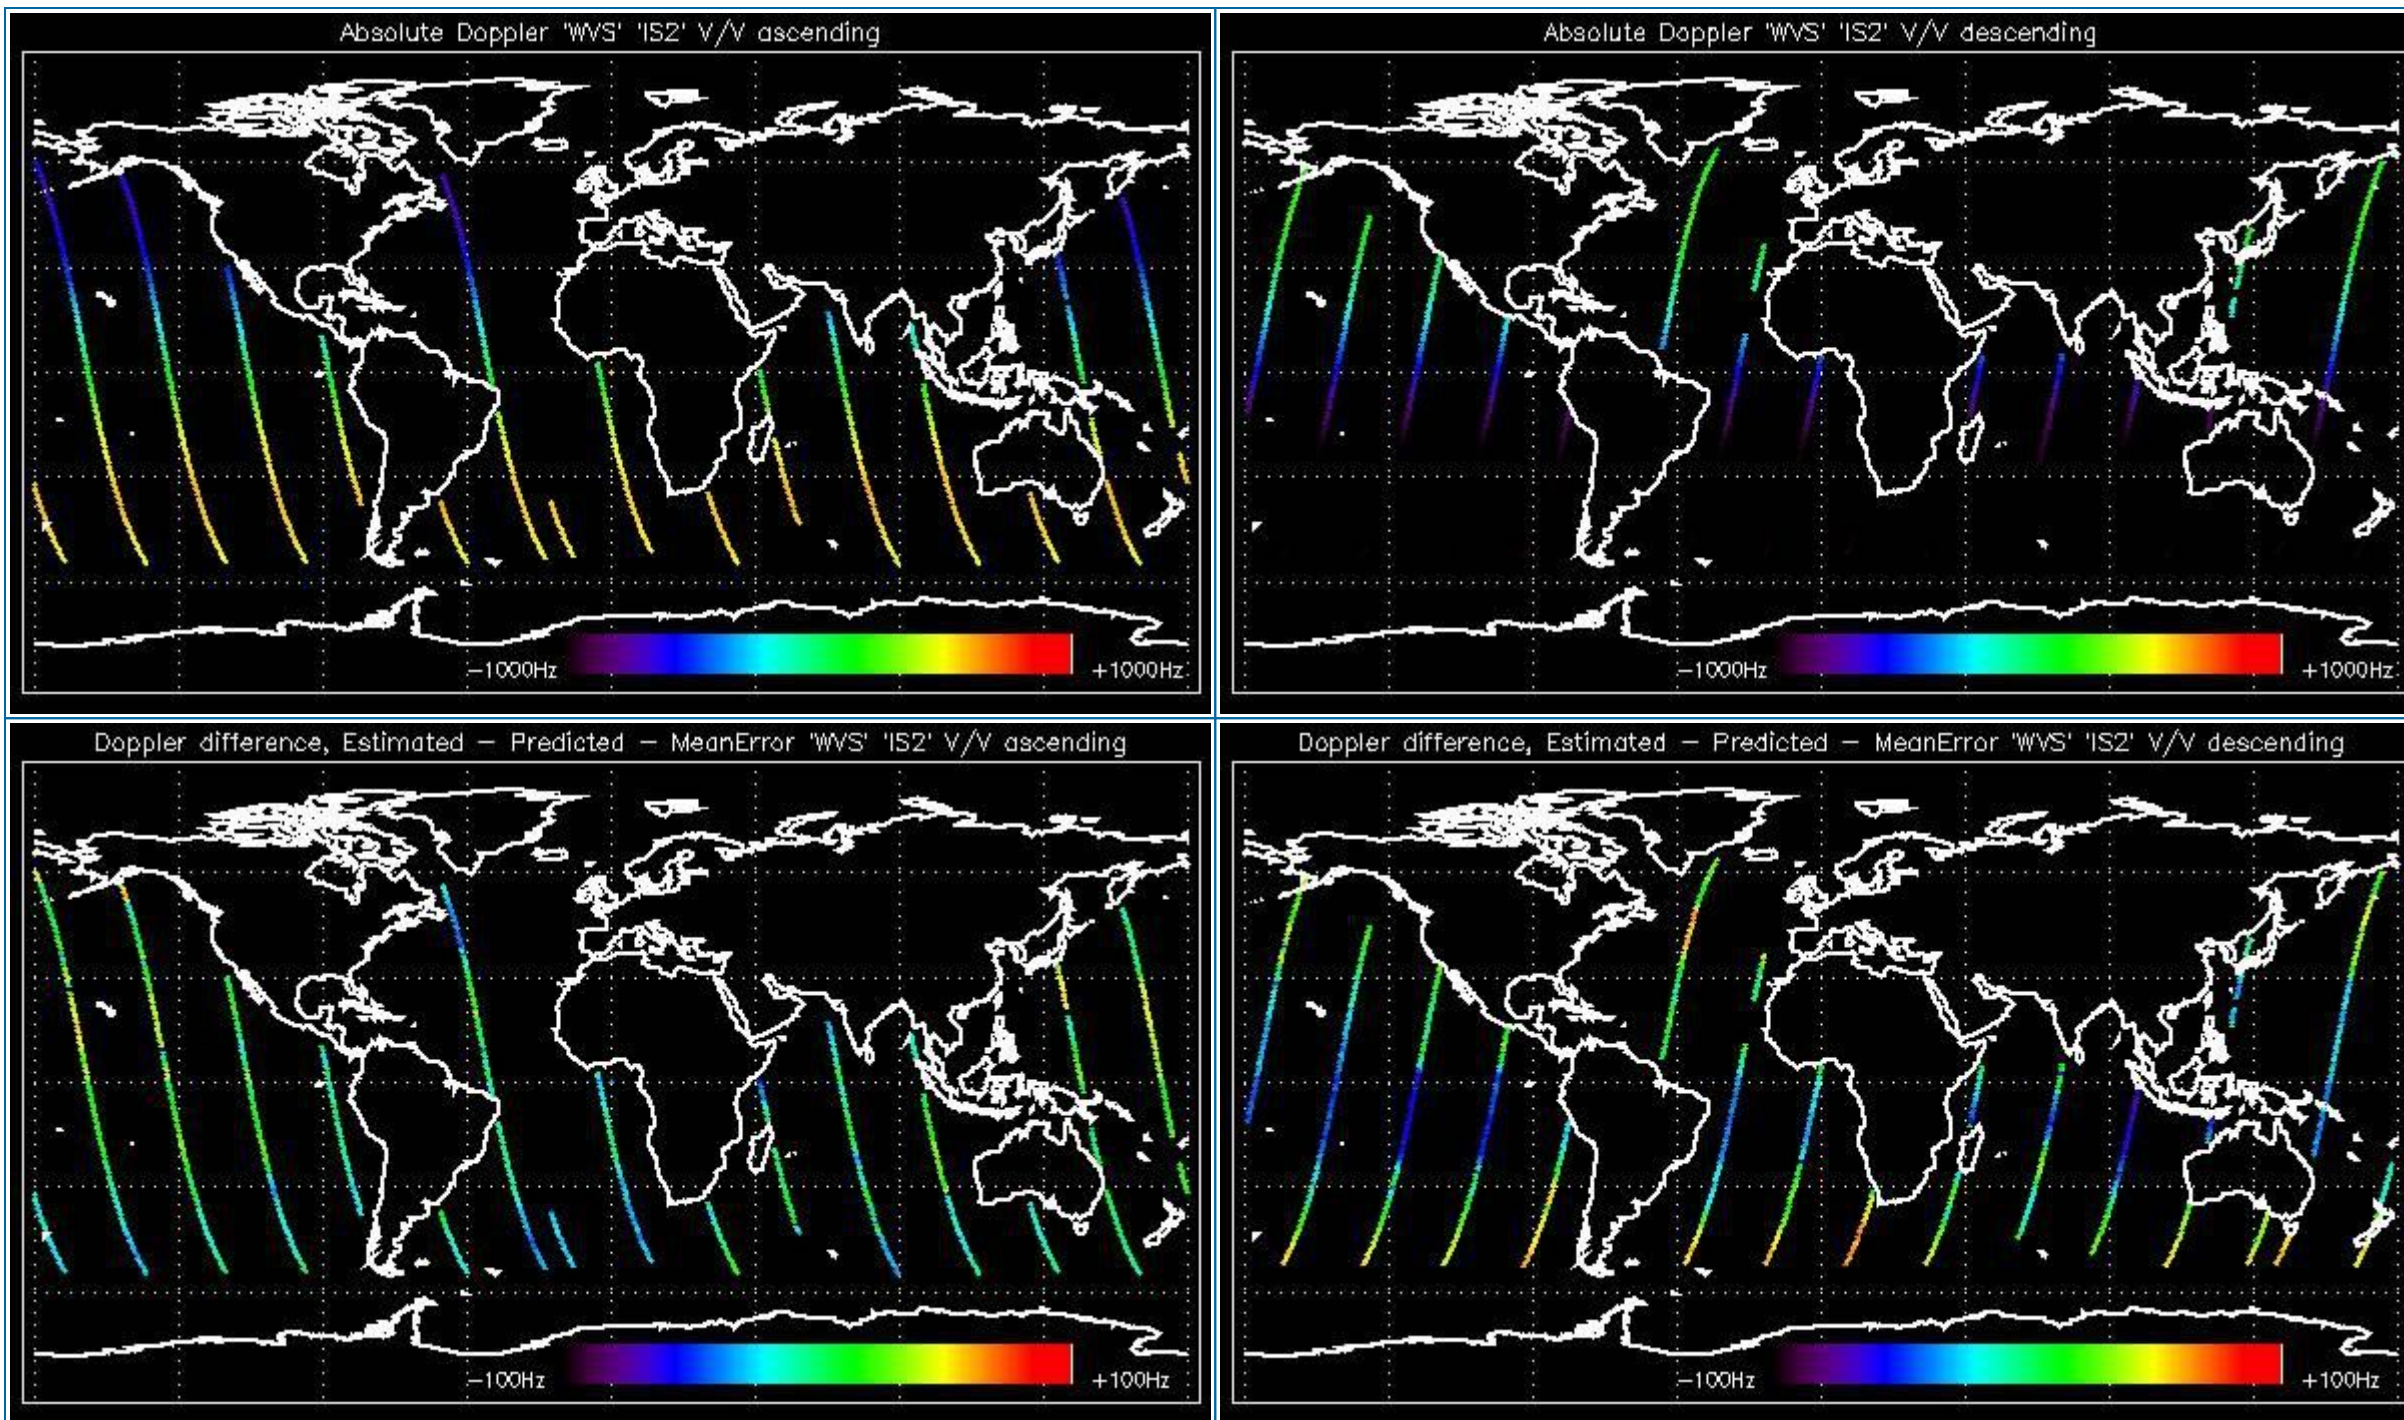 Absolute Doppler 'WVS' 'IS2' V/V ascending
-1000Hz
+1000Hz
Absolute Doppler 'WVS' 'IS2' V/V descending
-1000Hz
+1000Hz
Doppler difference, Estimated - Predicted - MeanError 'WVS' 'IS2' V/V ascending
-100Hz
+100Hz
Doppler difference, Estimated - Predicted - MeanError 'WVS' 'IS2' V/V descending
-100Hz
+100Hz